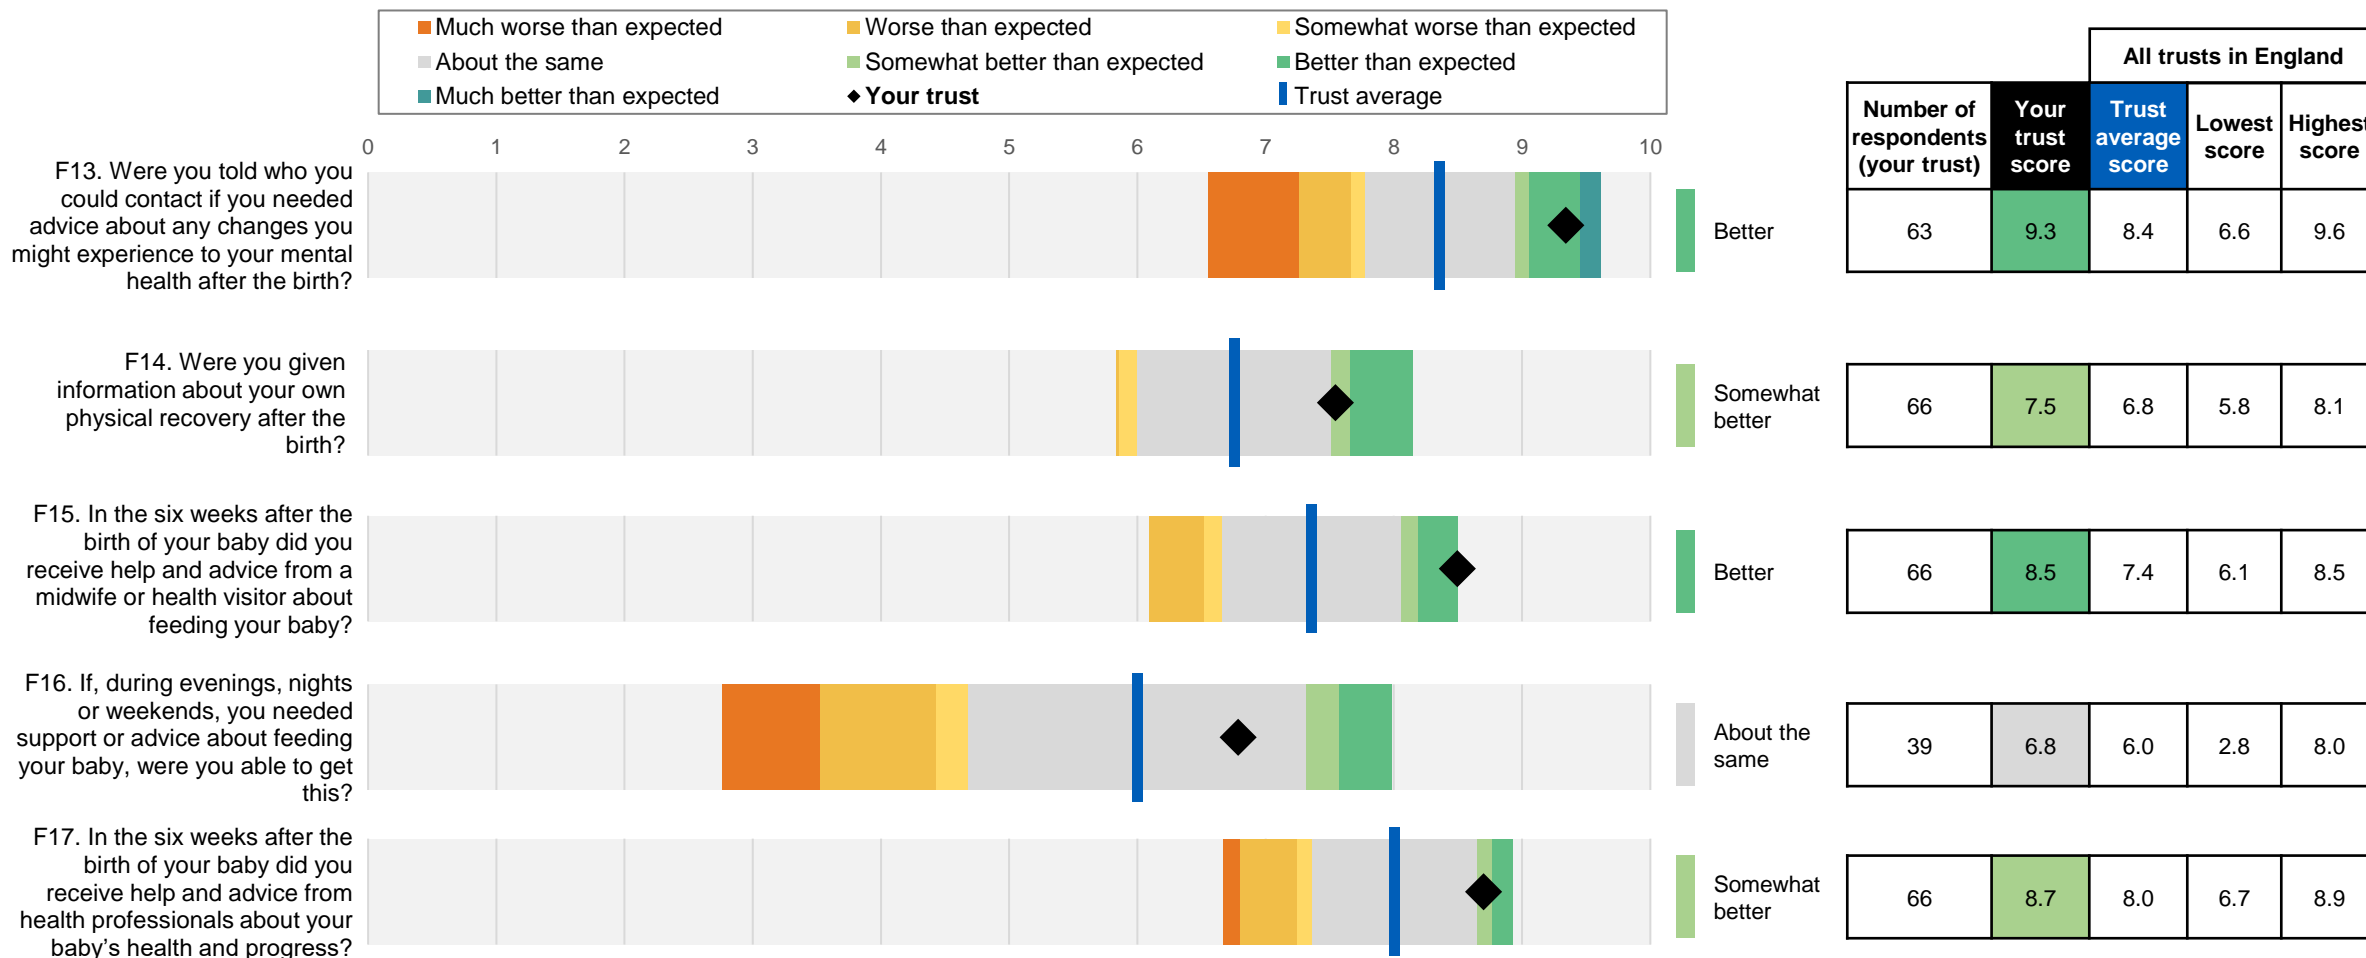 Much worse than expected
Worse than expected
Somewhat worse than expected
About the same
Somewhat better than expected
Better than expected
Much better than expected
Your trust
Trust average
All trusts in England
Number of respondents (your trust)
Your trust score
Trust average score
Lowest score
Highest score
0 1 2 3 4 5 6 7 8 9 10
F13. Were you told who you
could contact if you needed
advice about any changes you
might experience to your mental
health after the birth?
Better
63 9.3 8.4 6.6 9.6
F14. Were you given
information about your own
physical recovery after the
birth?
Somewhat
better
66 7.5 6.8 5.8 8.1
F15. In the six weeks after the
birth of your baby did you
receive help and advice from a
midwife or health visitor about
feeding your baby?
Better
66 8.5 7.4 6.1 8.5
F16. If, during evenings, nights
or weekends, you needed
support or advice about feeding
your baby, were you able to get
this?
About the
same
39 6.8 6.0 2.8 8.0
F17. In the six weeks after the
birth of your baby did you
receive help and advice from
health professionals about your
baby’s health and progress?
Somewhat
better
66 8.7 8.0 6.7 8.9